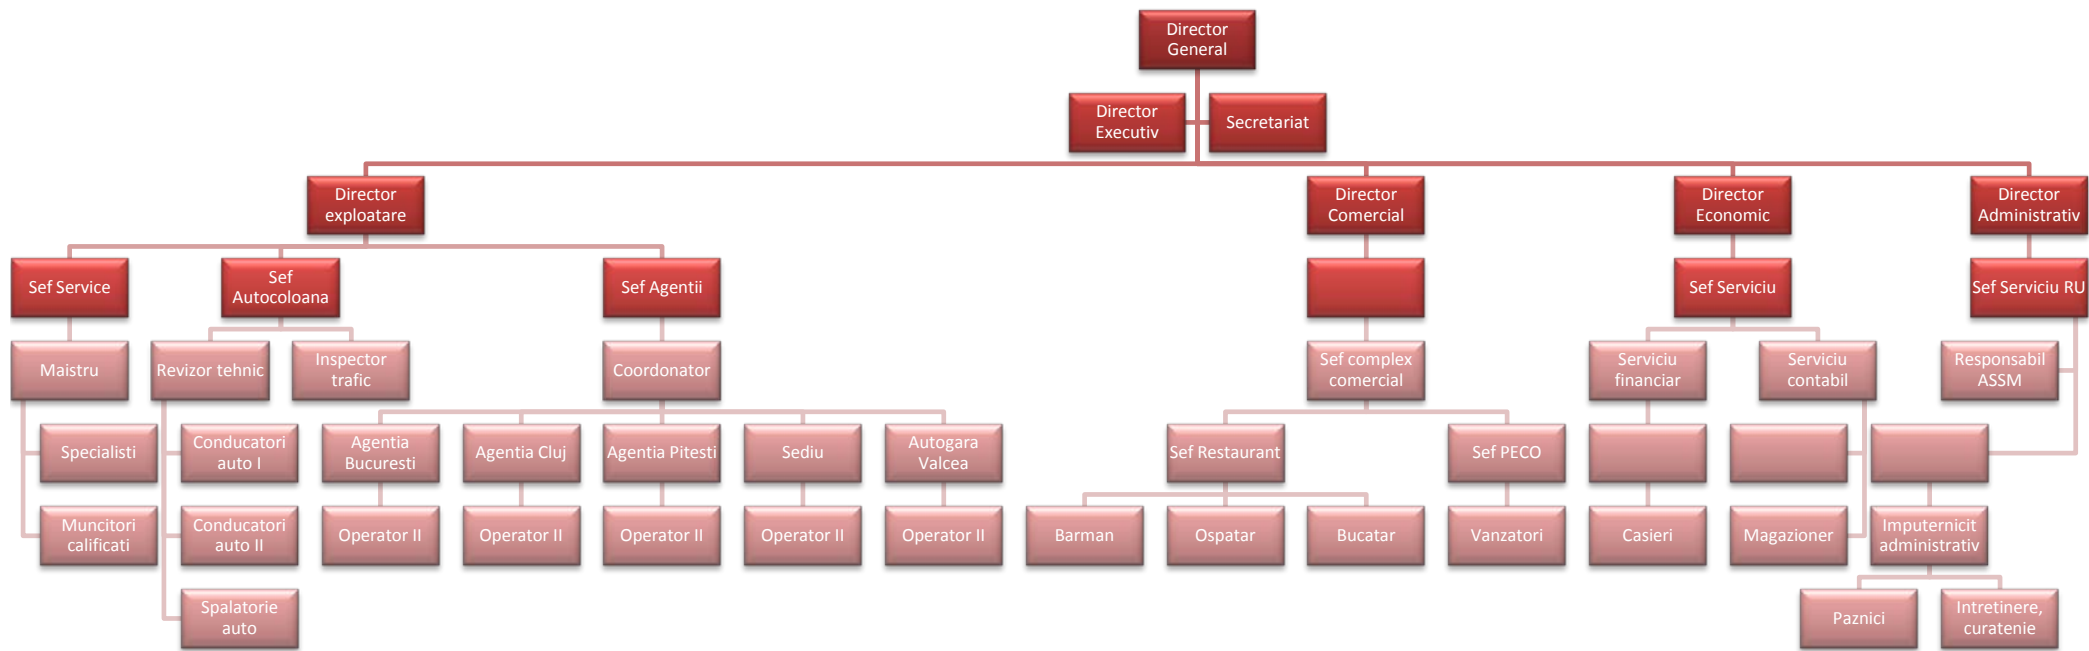 Director
General
Director
Executiv
Secretariat
Director
exploatare
Director
Comercial
Director
Economic
Director
Administrativ
Sef Service
Sef
Autocoloana
Sef Agentii
Sef Serviciu
Sef Serviciu RU
Maistru
Revizor tehnic
Inspector
trafic
Coordonator
Sef complex
comercial
Serviciu
financiar
Serviciu
contabil
Responsabil
ASSM
Specialisti
Conducatori
auto I
Agentia
Bucuresti
Agentia Cluj
Agentia Pitesti
Sediu
Autogara
Valcea
Sef Restaurant
Sef PECO
Muncitori
calificati
Conducatori
auto II
Operator II
Operator II
Operator II
Operator II
Operator II
Barman
Ospatar
Bucatar
Vanzatori
Casieri
Magazioner
Imputernicit
administrativ
Spalatorie
auto
Paznici
Intretinere,
curatenie